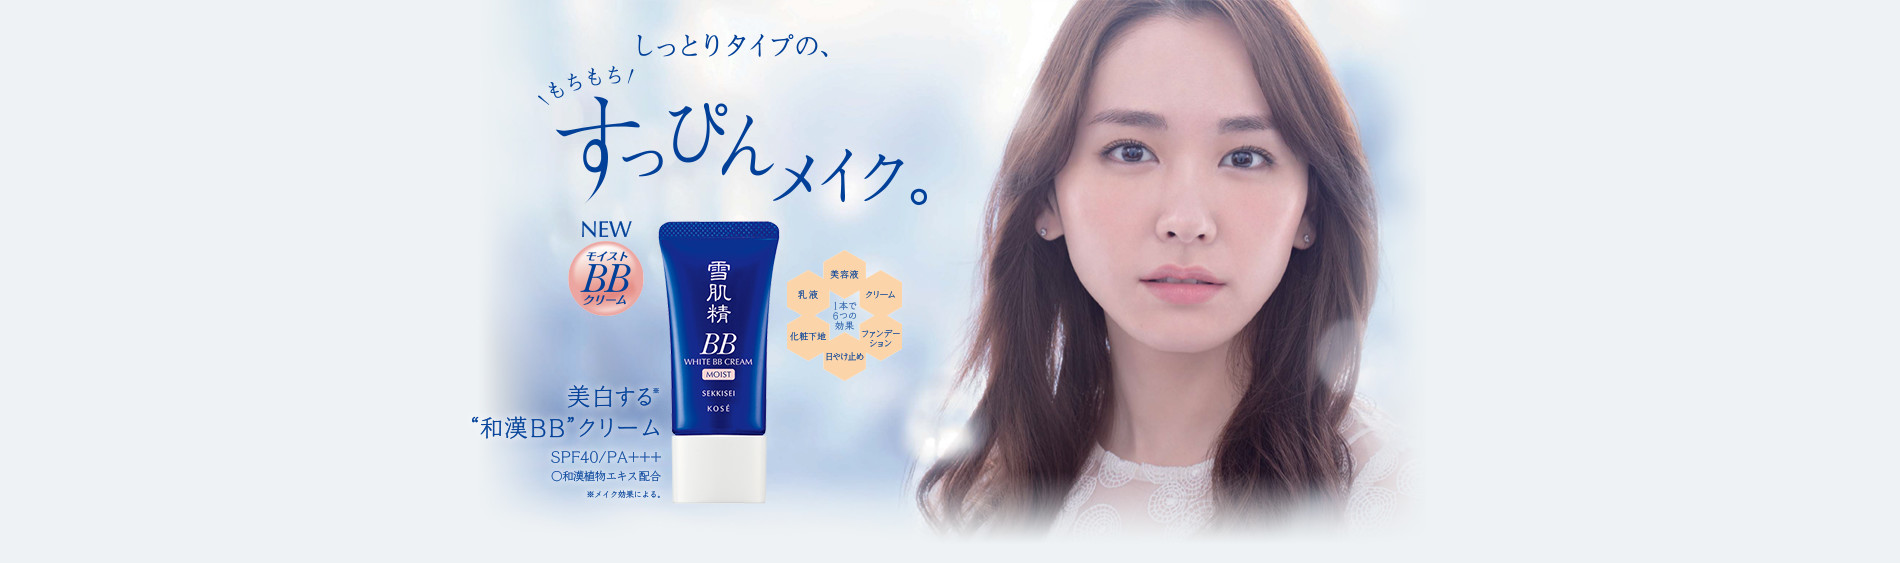 しっとりタイプの、
もちもち
すっぴんメイク。
NEW
モイスト
BB
クリーム
雪肌精
BB
WHITE BB CREAM
MOIST
SEKKISEI
KOSÉ
美容液
乳液
クリーム
1本で
6つの
効果
化粧下地
ファンデー
ション
日やけ止め
美白する※
“和漢BB”クリーム
SPF40/PA+++
○和漢植物エキス配合
※メイク効果による。